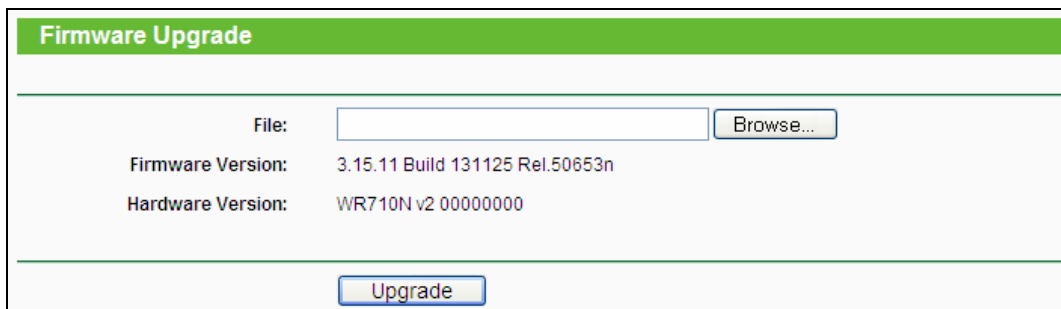 Firmware Upgrade
File: Browse...
Firmware Version: 3.15.11 Build 131125 Rel.50653n
Hardware Version: WR710N v2 00000000
Upgrade